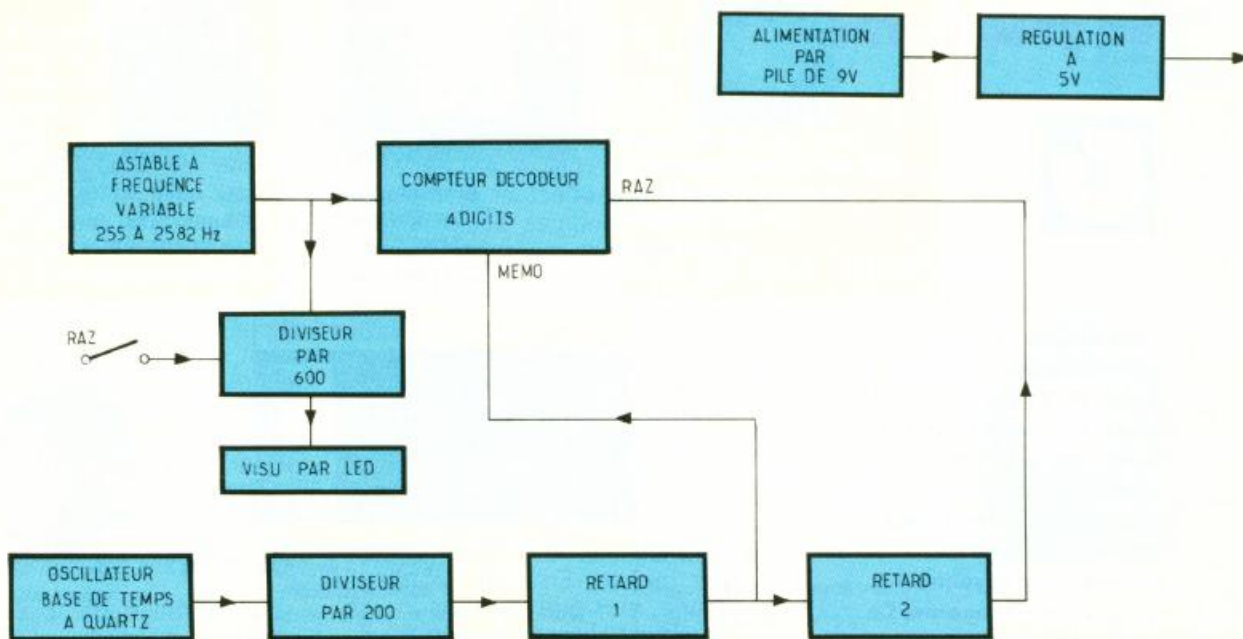 ALIMENTATION
PAR
PILE DE 9V
REGULATION
A
5V
ASTABLE A
FREQUENCE
VARIABLE
255 A 2582 Hz
COMPTEUR DECODEUR
4 DIGITS
RAZ
MEMO
RAZ
DIVISEUR
PAR
600
VISU PAR LED
OSCILLATEUR
BASE DE TEMPS
A QUARTZ
DIVISEUR
PAR 200
RETARD
1
RETARD
2